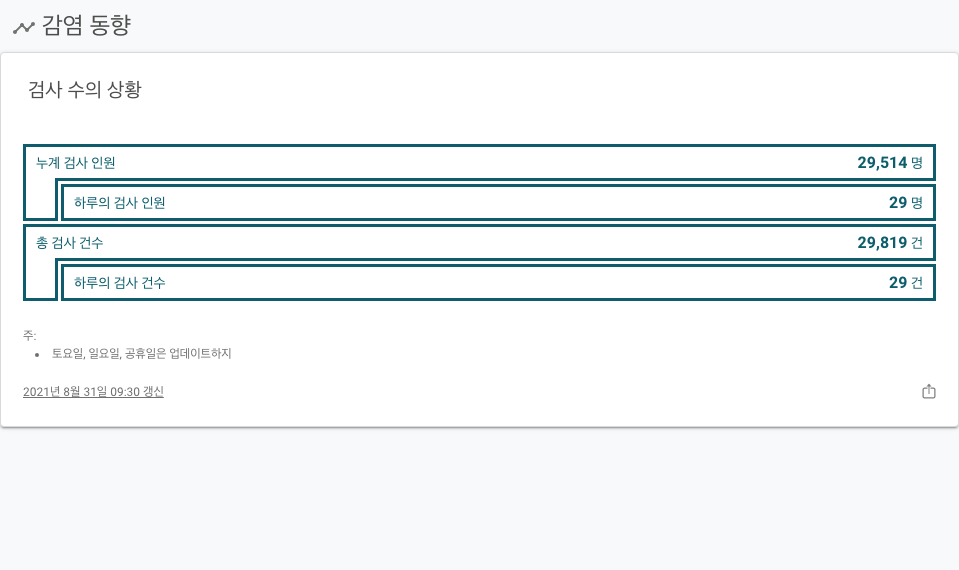 감염 동향
검사 수의 상황
누계 검사 인원 29,514 명
하루의 검사 인원 29 명
총 검사 건수 29,819 건
하루의 검사 건수 29 건
주:
토요일, 일요일, 공휴일은 업데이트하지
2021년 8월 31일 09:30 갱신